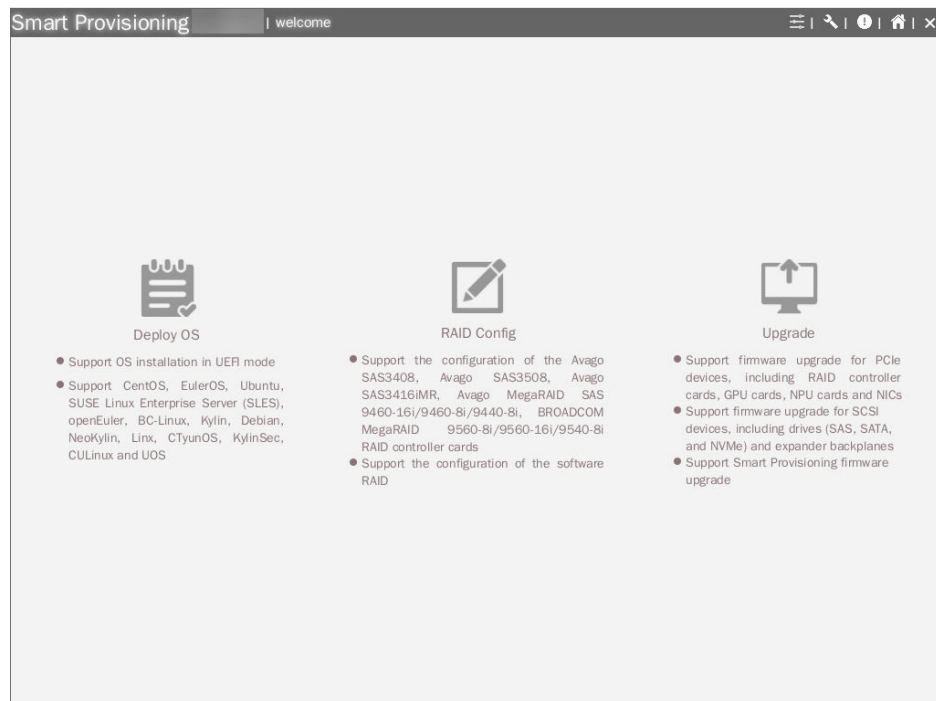 Smart Provisioning | welcome
Deploy OS
Support OS installation in UEFI mode
Support CentOS, EulerOS, Ubuntu,
SUSE Linux Enterprise Server (SLES),
openEuler, BC-Linux, Kylin, Debian,
NeoKylin, Linx, CTyunOS, KylinSec,
CULinux and UOS
RAID Config
Support the configuration of the Avago
SAS3408, Avago SAS3508, Avago
SAS3416iMR, Avago MegaRAID SAS
9460-16i/9460-8i/9440-8i, BROADCOM
MegaRAID 9560-8i/9560-16i/9540-8i
RAID controller cards
Support the configuration of the software
RAID
Upgrade
Support firmware upgrade for PCIe
devices, including RAID controller
cards, GPU cards, NPU cards and NICs
Support firmware upgrade for SCSI
devices, including drives (SAS, SATA,
and NVMe) and expander backplanes
Support Smart Provisioning firmware
upgrade